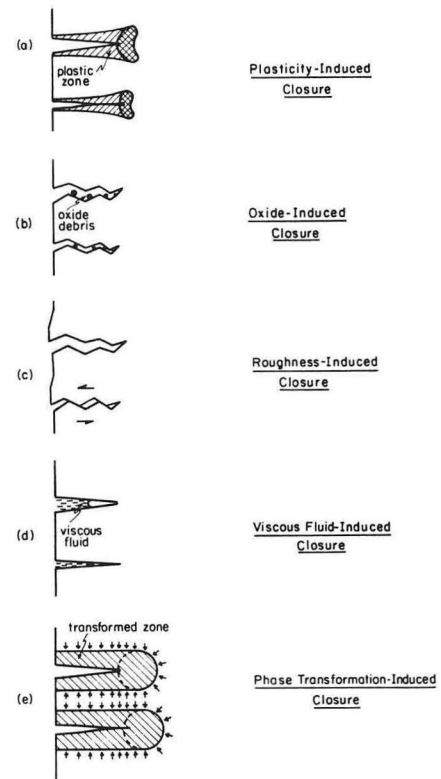 (a)
plastic
zone
Plasticity-Induced
Closure
(b)
oxide
debris
Oxide-Induced
Closure
(c)
Roughness-Induced
Closure
(d)
viscous
fluid
Viscous Fluid-Induced
Closure
transformed zone
(e)
Phase Transformation-Induced
Closure